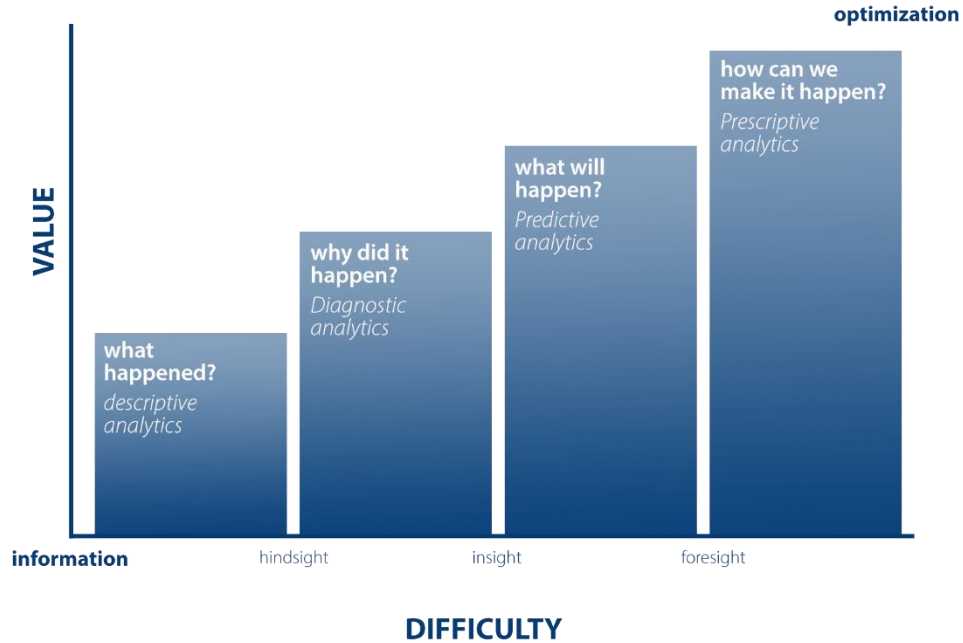 optimization
how can we
make it happen?
Prescriptive
analytics
what will
happen?
Predictive
analytics
why did it
happen?
Diagnostic
analytics
what
happened?
descriptive
analytics
VALUE
information
hindsight
insight
foresight
DIFFICULTY